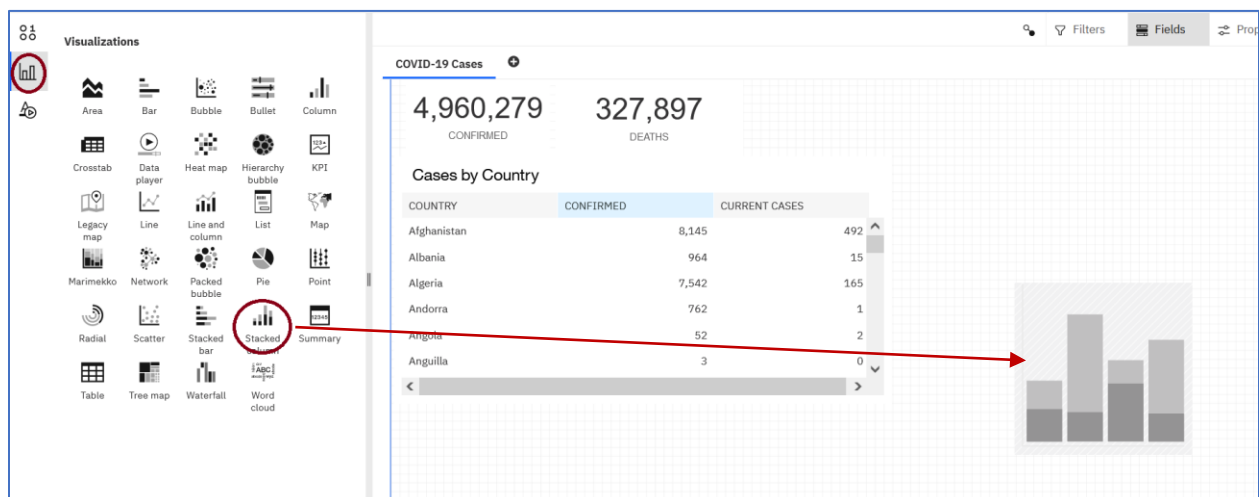 Visualizations
Area
Bar
Bubble
Bullet
Column
Crosstab
Data
player
Heat map
Hierarchy
bubble
KPI
Legacy
map
Line
Line and
column
List
Map
Marimekko
Network
Packed
bubble
Pie
Point
Radial
Scatter
Stacked
bar
Stacked
column
Summary
Table
Tree map
Waterfall
Word
cloud
Filters
Fields
Prop
COVID-19 Cases
4,960,279
CONFIRMED
327,897
DEATHS
Cases by Country
COUNTRY CONFIRMED CURRENT CASES
Afghanistan 8,145 492
Albania 964 15
Algeria 7,542 165
Andorra 762 1
Angola 52 2
Anguilla 3 0